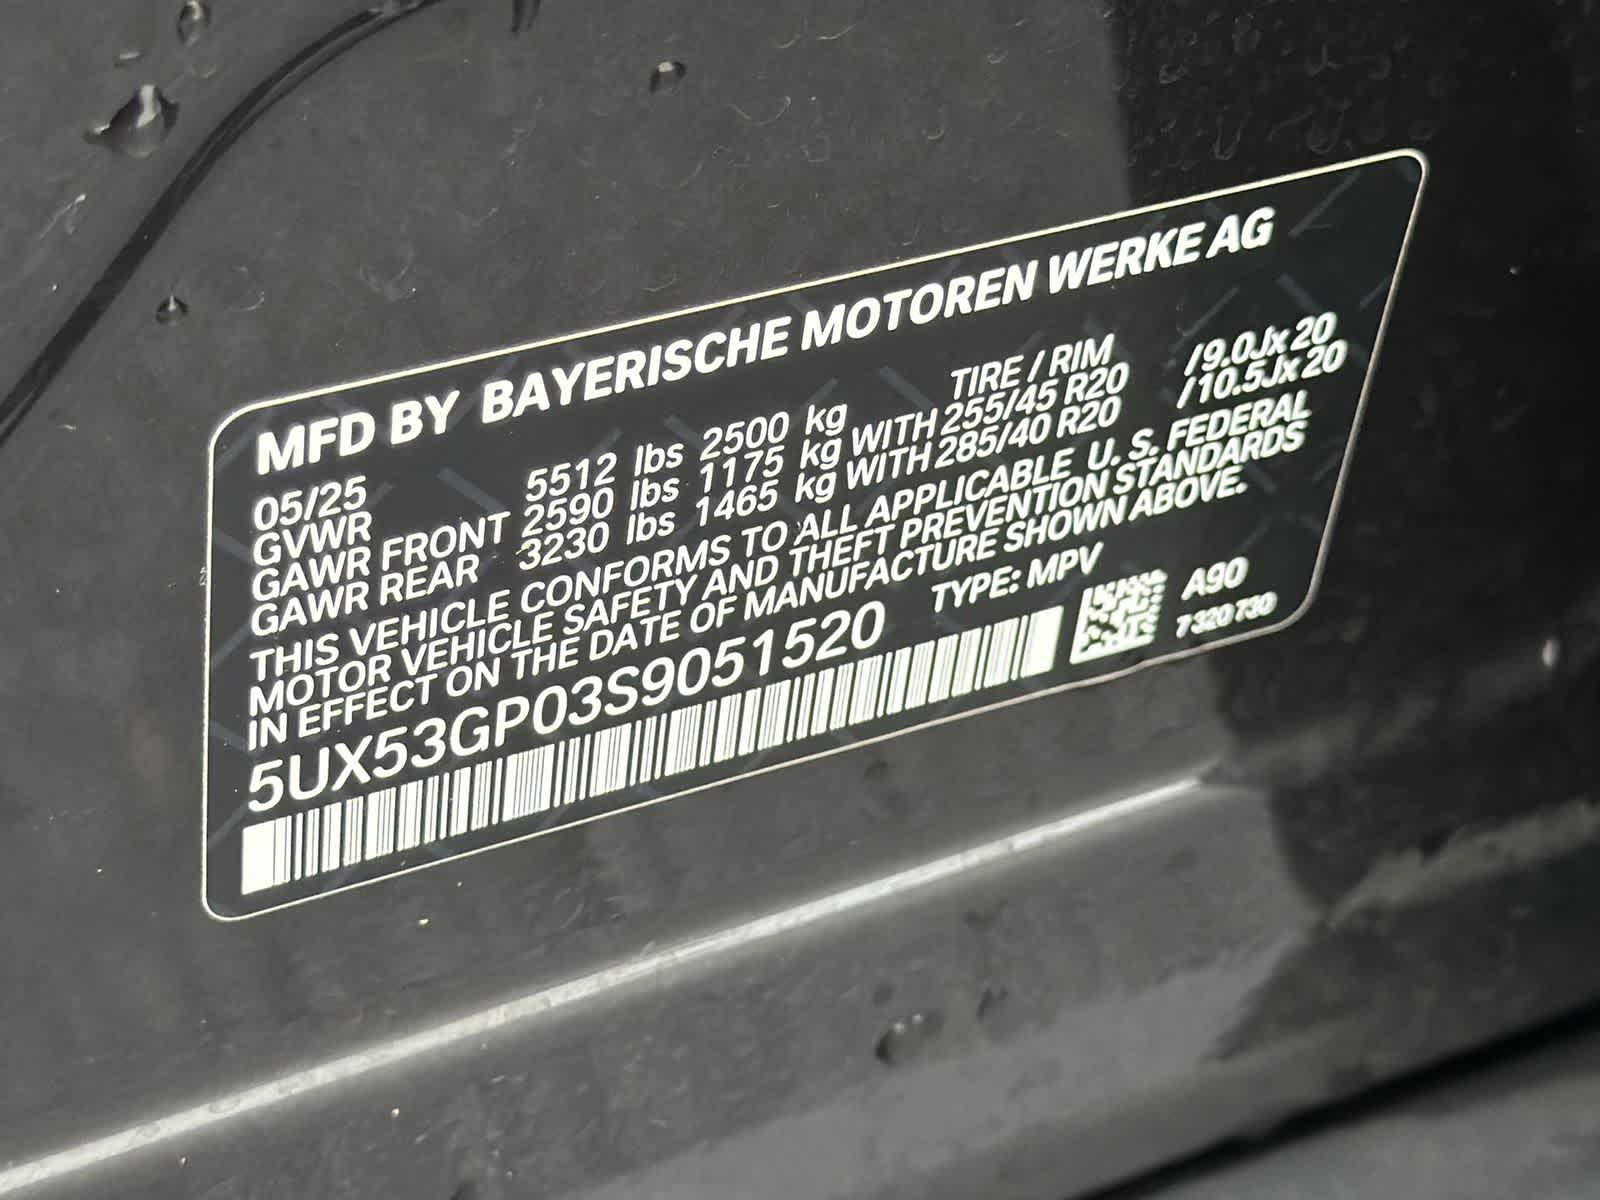 MFD BY BAYERISCHE MOTOREN WERKE AG
05/25 TIRE / RIM
GVWR 5512 lbs 2500 kg
GAWR FRONT 2590 lbs 1175 kg WITH 255/45 R20 /9.0Jx20
GAWR REAR 3230 lbs 1465 kg WITH 285/40 R20 /10.5Jx20
THIS VEHICLE CONFORMS TO ALL APPLICABLE U. S. FEDERAL
MOTOR VEHICLE SAFETY AND THEFT PREVENTION STANDARDS
IN EFFECT ON THE DATE OF MANUFACTURE SHOWN ABOVE.
5UX53GP03S9051520 TYPE: MPV
A90
7 320 730